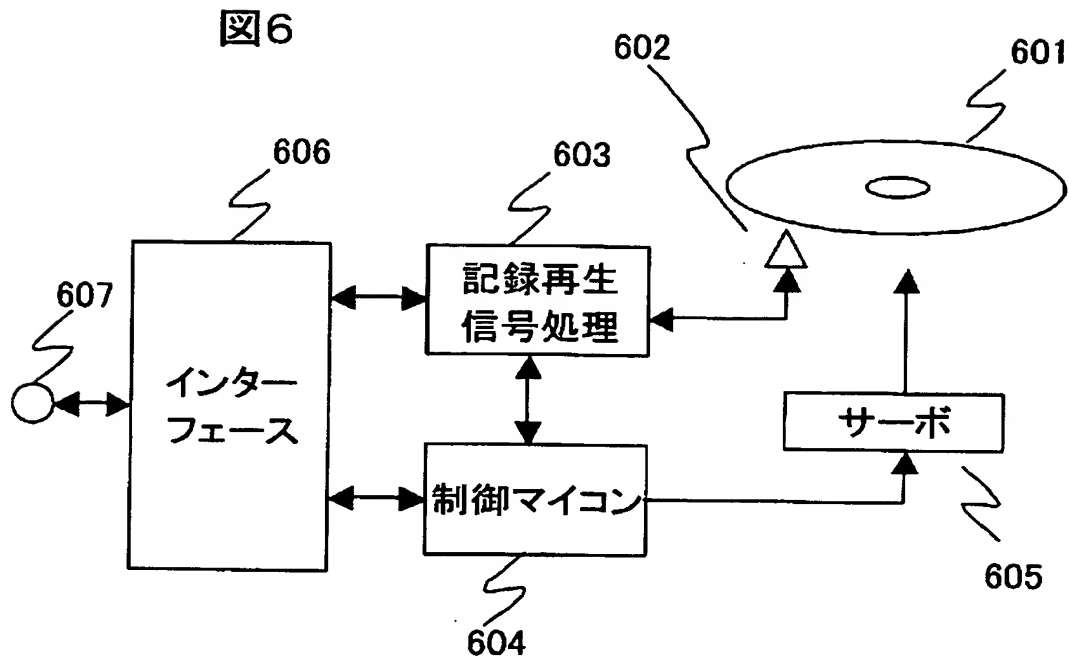 図6
602
601
606
603
607
記録再生
信号処理
インター
フェース
サーボ
制御マイコン
605
604